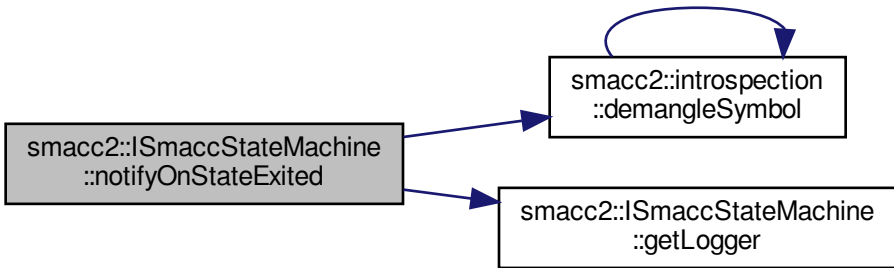 smacc2::ISmaccStateMachine
::notifyOnStateExited
smacc2::introspection
::demangleSymbol
smacc2::ISmaccStateMachine
::getLogger